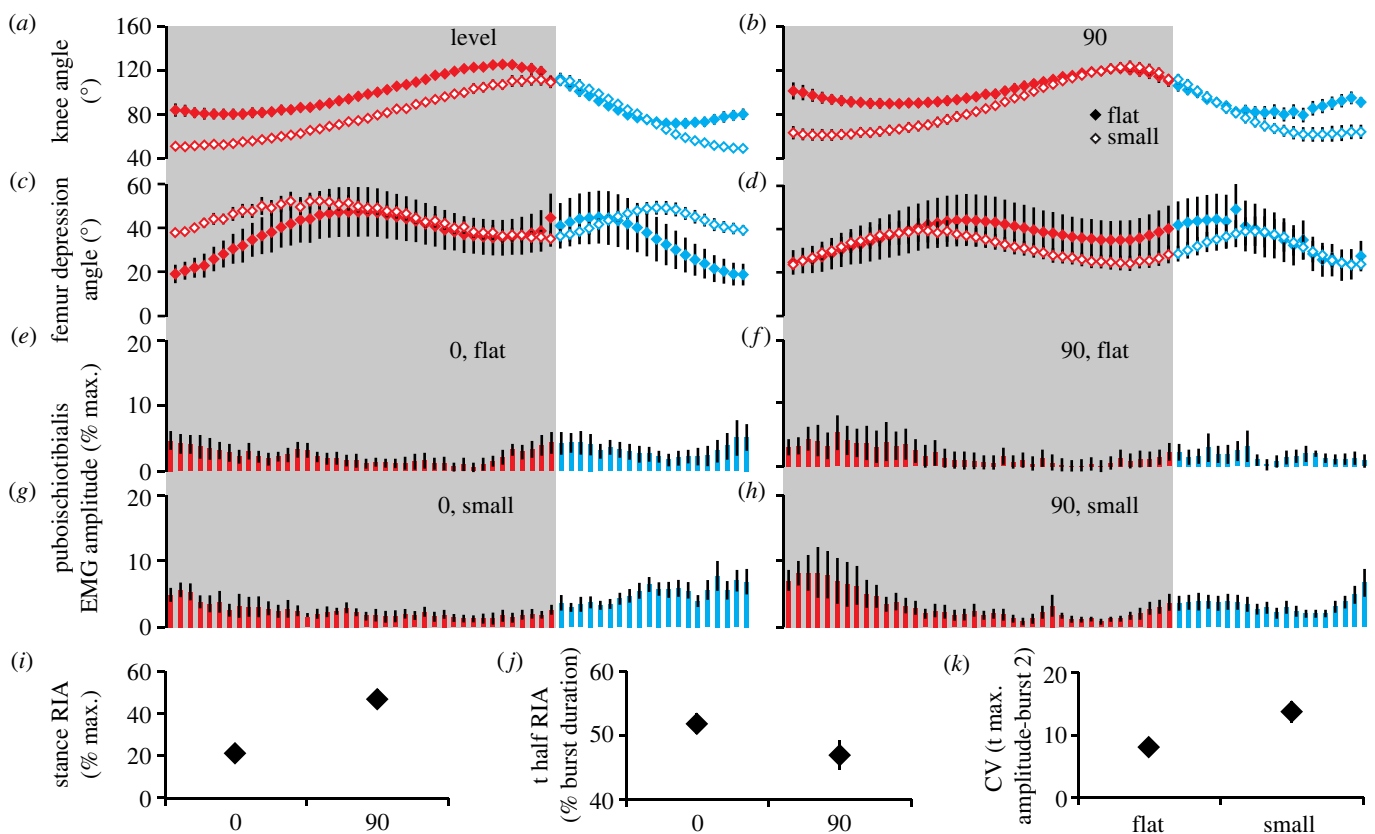 (a)
(b)
160
120
80
40
knee angle
(°)
level
90
flat
small
(c)
(d)
60
40
20
0
femur depression
angle (°)
(e)
(f)
20
10
0
0, flat
90, flat
puboischiotibialis
EMG amplitude (% max.)
(g)
(h)
20
10
0
0, small
90, small
(i)
60
40
20
0
stance RIA
(% max.)
0
90
(j)
60
50
40
t half RIA
(% burst duration)
0
90
(k)
20
10
0
CV (t max.
amplitude-burst 2)
flat
small